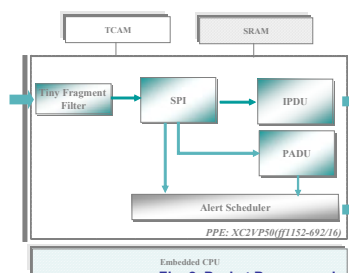 TCAM
SRAM
Tiny Fragment
Filter
SPI
IPDU
PADU
Alert Scheduler
PPE: XC2VP50(ff1152-692/16)
Embedded CPU